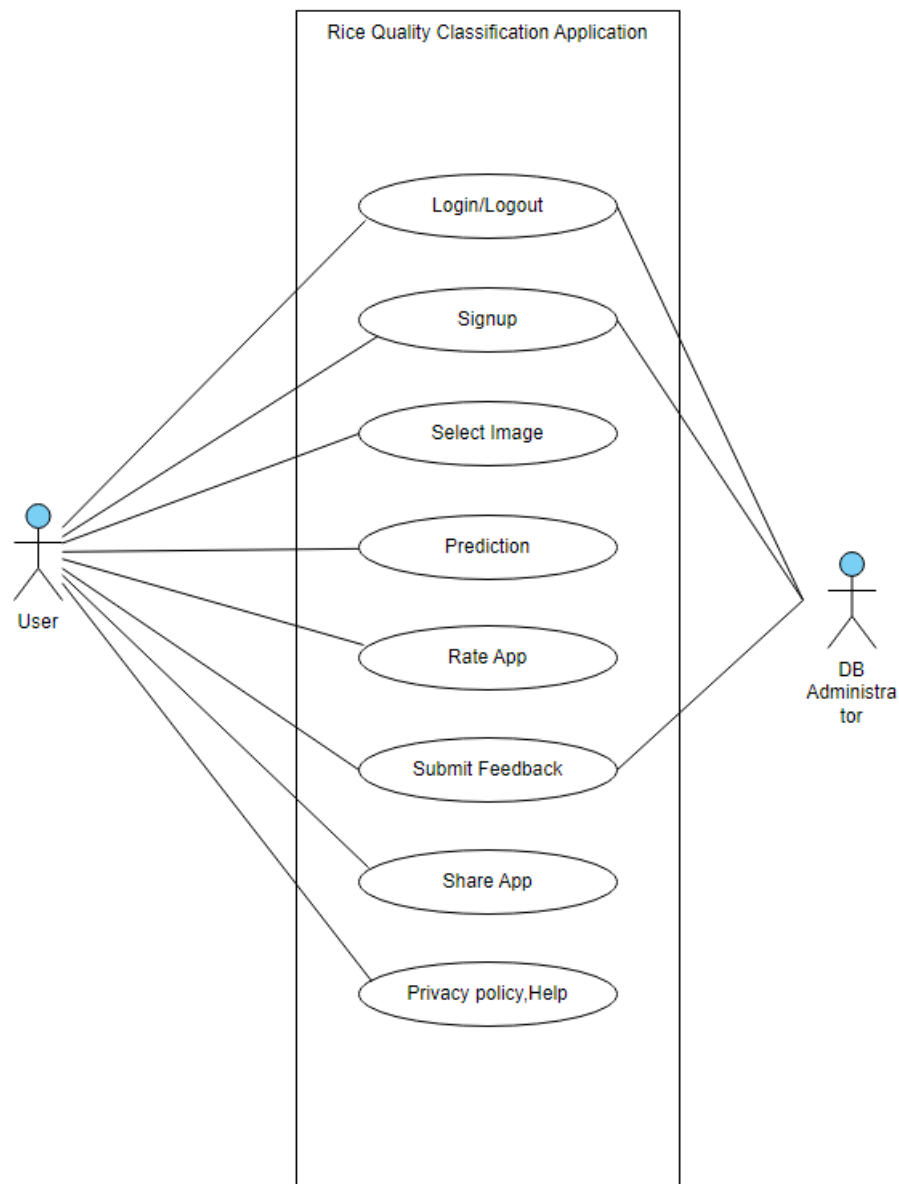 Rice Quality Classification Application
Login/Logout
Signup
Select Image
Prediction
Rate App
Submit Feedback
Share App
Privacy policy,Help
User
DB
Administra
tor